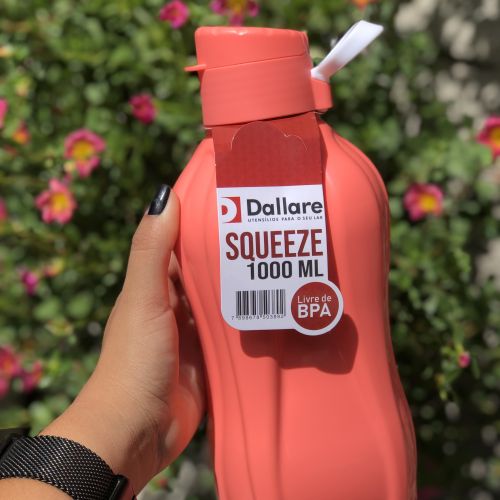 Dallare
UTENSÍLIOS PARA O SEU LAR
SQUEEZE
1000 ML
Livre de
BPA